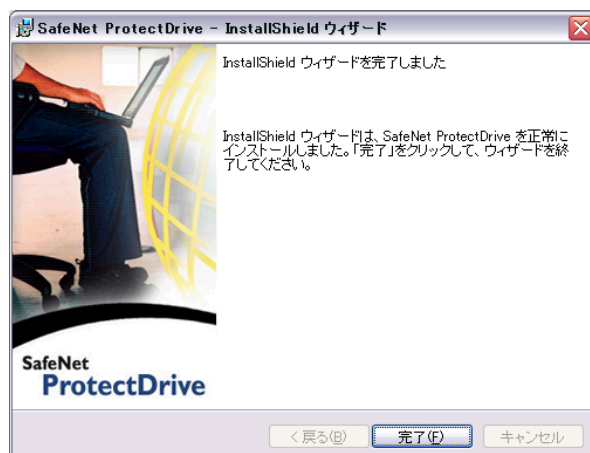 SafeNet ProtectDrive - InstallShield ウィザード
InstallShield ウィザードを完了しました
InstallShield ウィザードは、SafeNet ProtectDrive を正常に
インストールしました。「完了」をクリックして、ウィザードを終
了してください。
SafeNet
ProtectDrive
< 戻る(B)
完了(F)
キャンセル